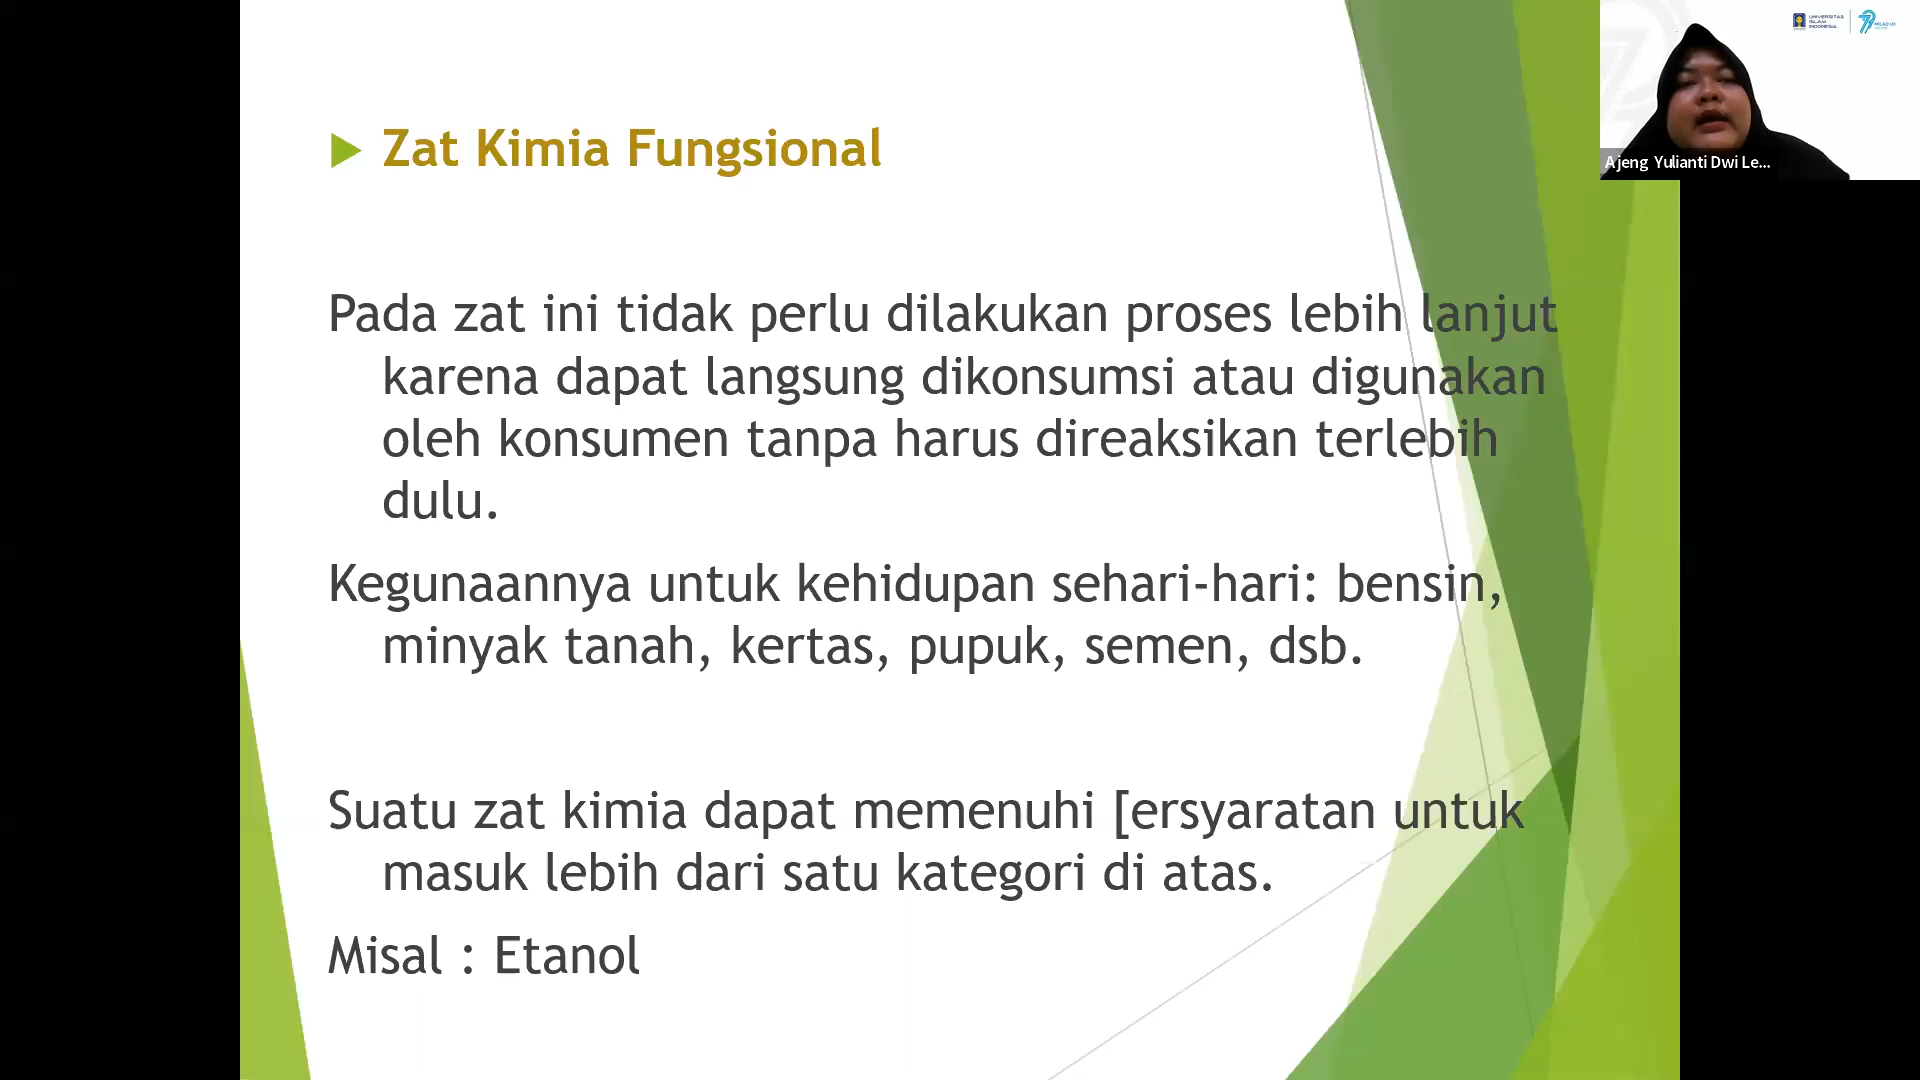 Zat Kimia Fungsional
Pada zat ini tidak perlu dilakukan proses lebih lanjut
karena dapat langsung dikonsumsi atau digunakan
oleh konsumen tanpa harus direaksikan terlebih
dulu.
Kegunaannya untuk kehidupan sehari-hari: bensin,
minyak tanah, kertas, pupuk, semen, dsb.
Suatu zat kimia dapat memenuhi [ersyaratan untuk
masuk lebih dari satu kategori di atas.
Misal : Etanol
UNIVERSITAS
ISLAM
INDONESIA
Ajeng Yulianti Dwi Le...